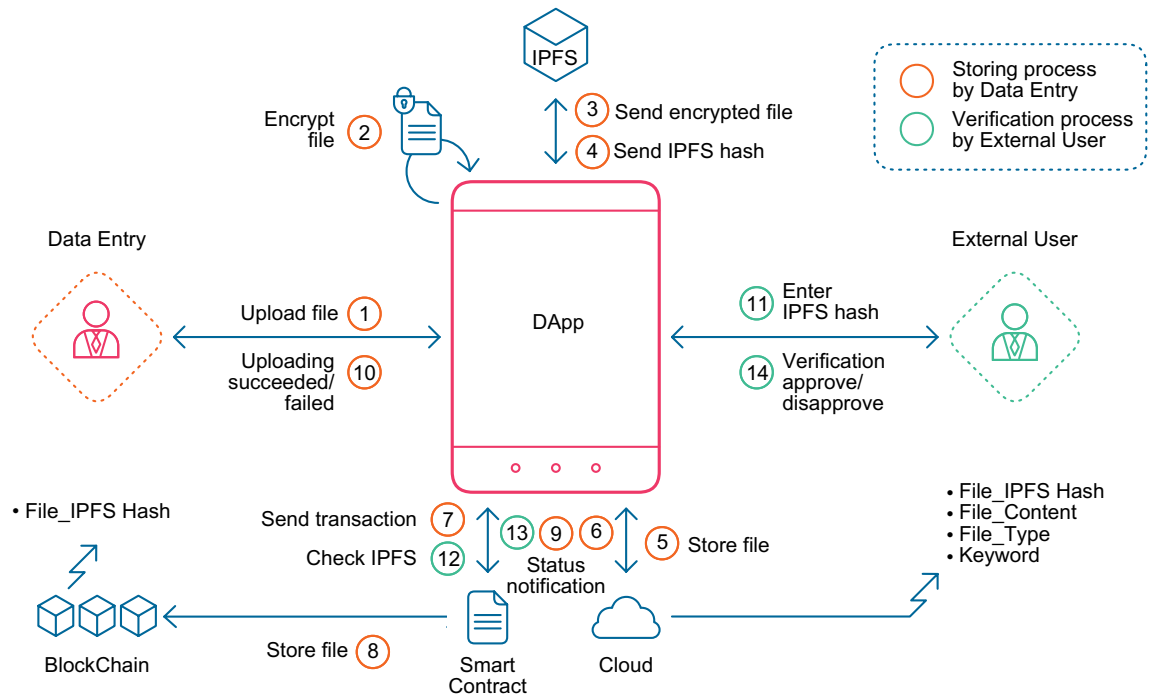 IPFS
Storing process
by Data Entry
Verification process
by External User
3 Send encrypted file
4 Send IPFS hash
Encrypt
file 2
Data Entry
External User
Upload file 1
Uploading
succeeded/
failed
10
DApp
11 Enter
IPFS hash
14 Verification
approve/
disapprove
• File_IPFS Hash
Send transaction 7
Check IPFS 12
13 9 6
Status
notification
5 Store file
• File_IPFS Hash
• File_Content
• File_Type
• Keyword
BlockChain
Store file 8
Smart
Contract
Cloud